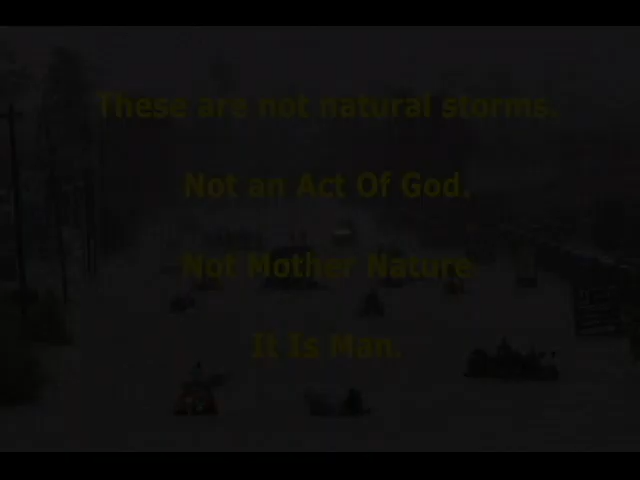 These are not natural storms.
Not an Act Of God.
Not Mother Nature
It Is Man.